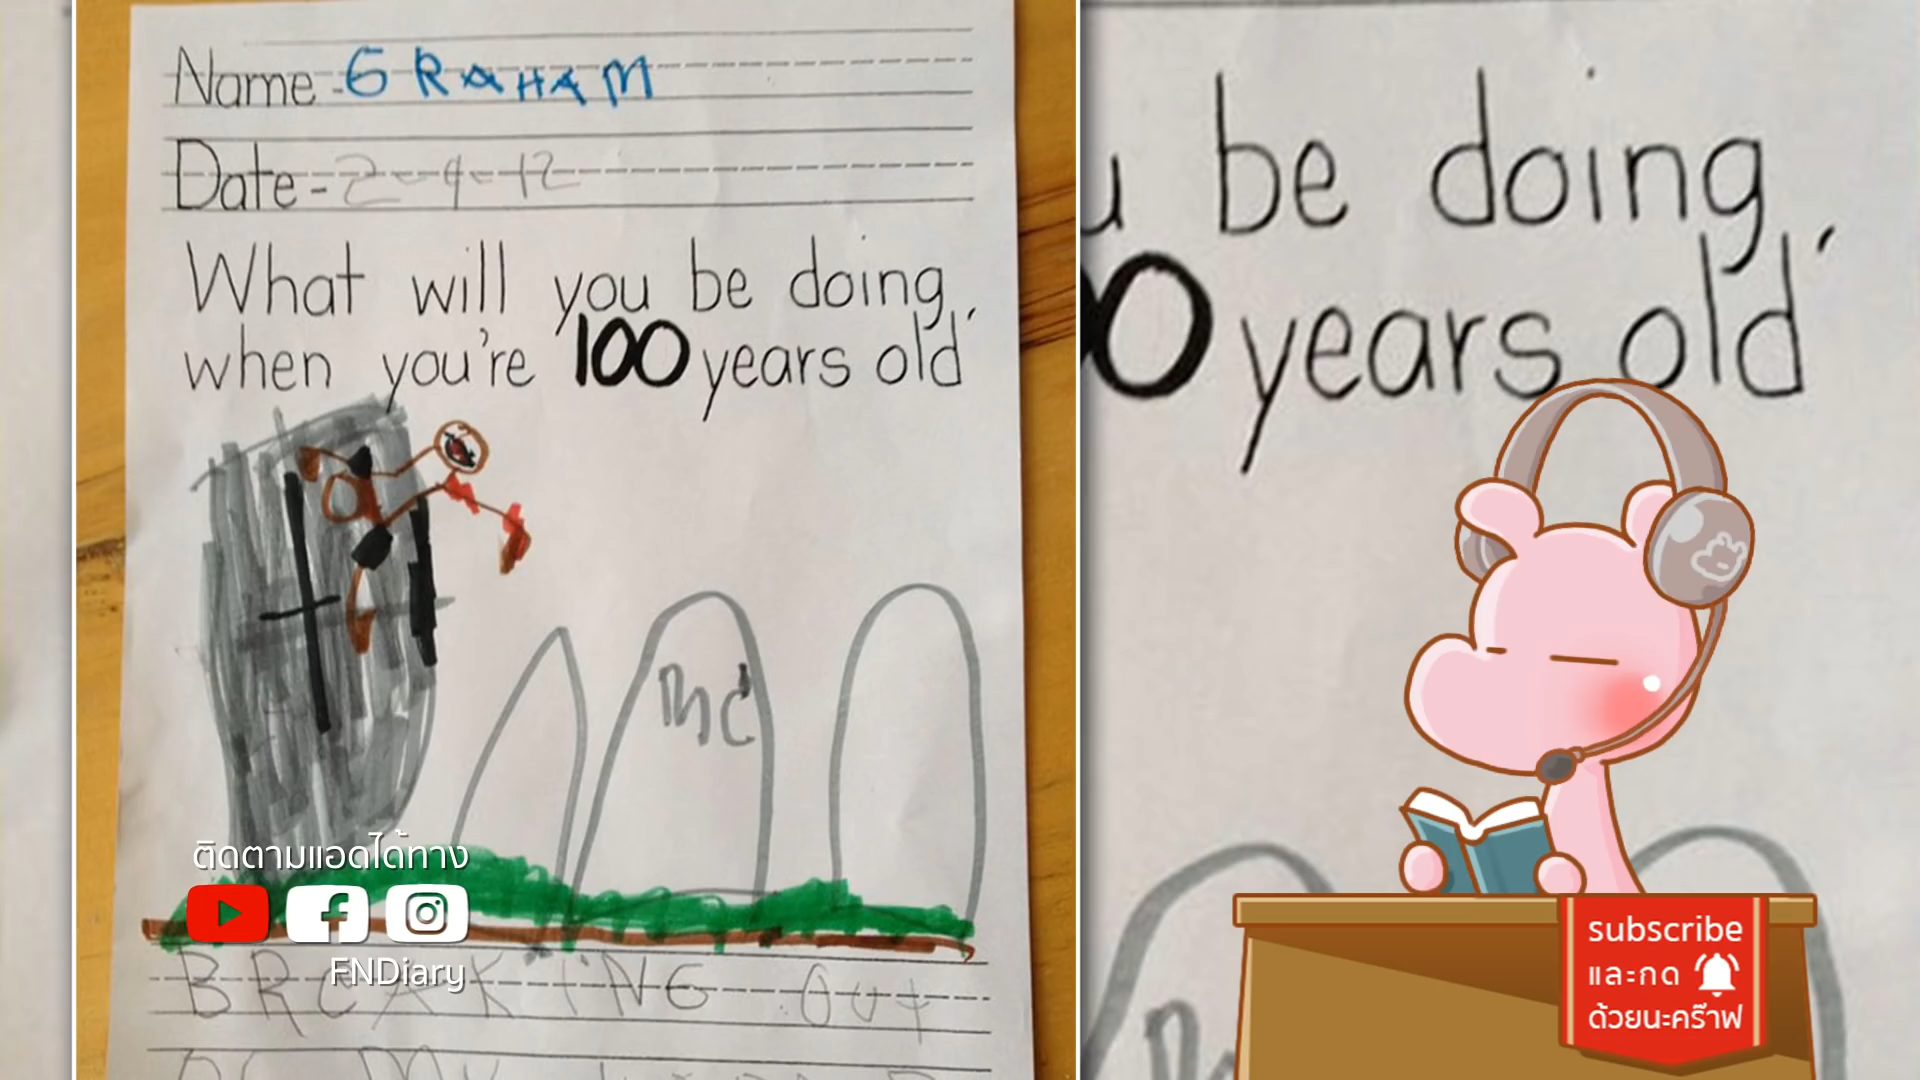 Name - GRAHAM
Date - 2-9-12
What will you be doing,
when you're 100 years old
mc
BREAKING Out
ติดตามแอดได้ทาง
FNDiary
u be doing,
00 years old
subscribe
และกด
ด้วยนะคร๊าฟ